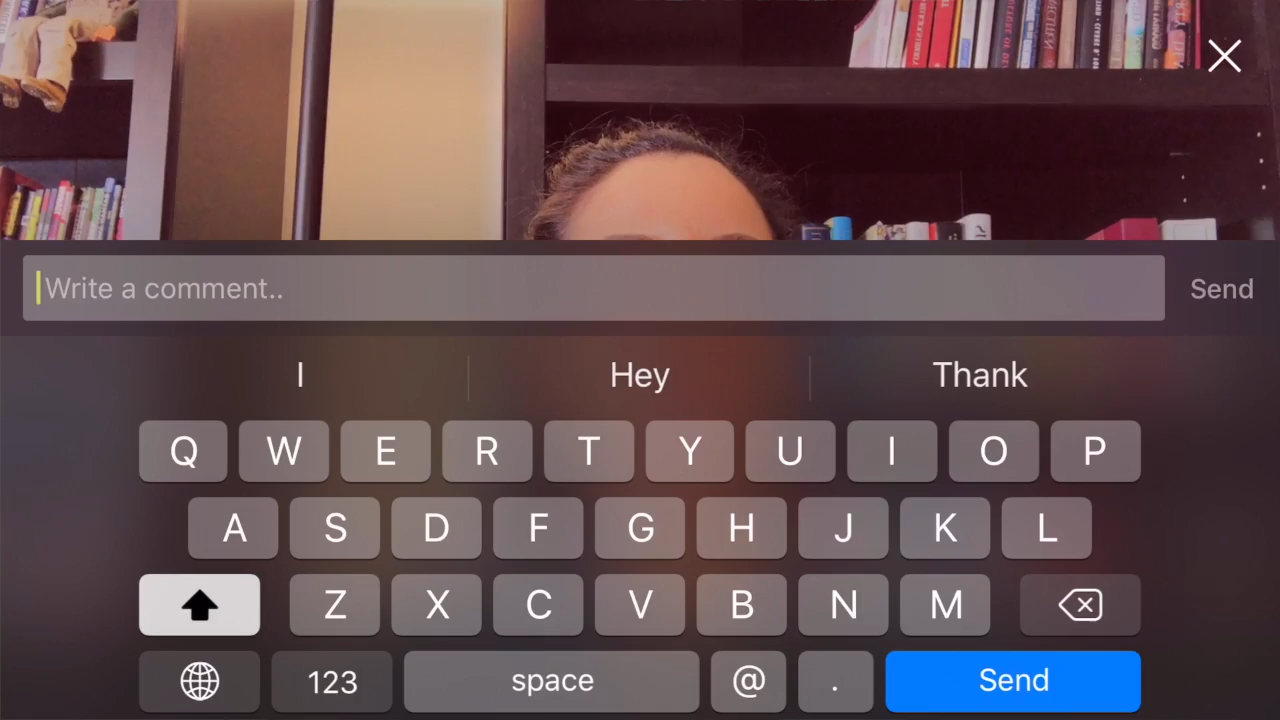 Write a comment..
Send
I
Hey
Thank
Q W E R T Y U I O P
A S D F G H J K L
Z X C V B N M
123
space
@
.
Send